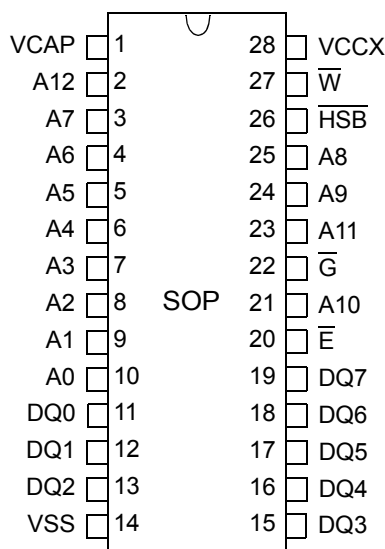 VCAP 1 28 VCCX
A12 2 27 W̅
A7 3 26 H̅S̅B̅
A6 4 25 A8
A5 5 24 A9
A4 6 23 A11
A3 7 22 G̅
A2 8 SOP 21 A10
A1 9 20 E̅
A0 10 19 DQ7
DQ0 11 18 DQ6
DQ1 12 17 DQ5
DQ2 13 16 DQ4
VSS 14 15 DQ3